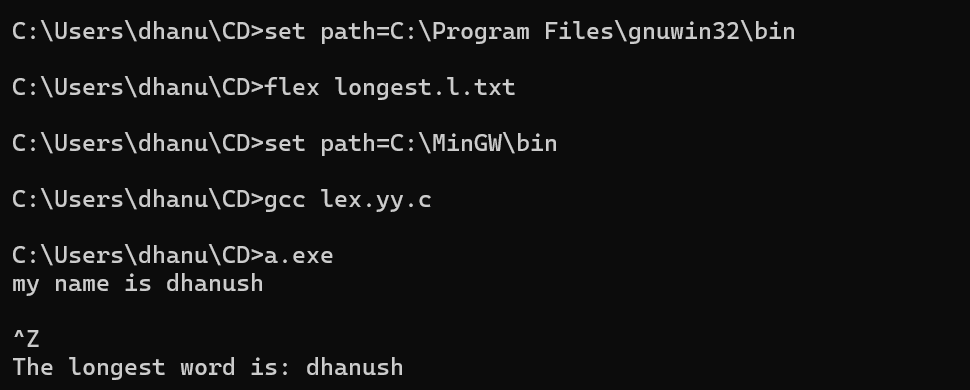 C:\Users\dhanu\CD>set path=C:\Program Files\gnuwin32\bin
C:\Users\dhanu\CD>flex longest.l.txt
C:\Users\dhanu\CD>set path=C:\MinGW\bin
C:\Users\dhanu\CD>gcc lex.yy.c
C:\Users\dhanu\CD>a.exe
my name is dhanush
^Z
The longest word is: dhanush